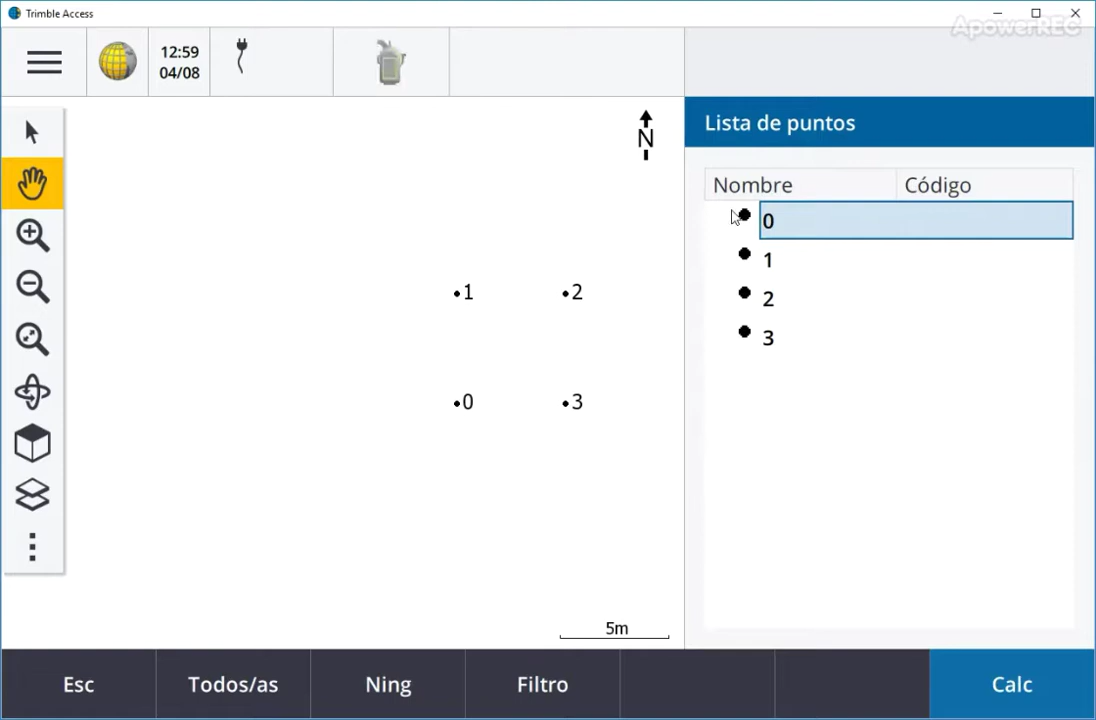 Trimble Access
ApowerREC
12:59
04/08
N
Lista de puntos
Nombre Código
0
1
2
3
1 2
0 3
5m
Esc Todos/as Ning Filtro Calc